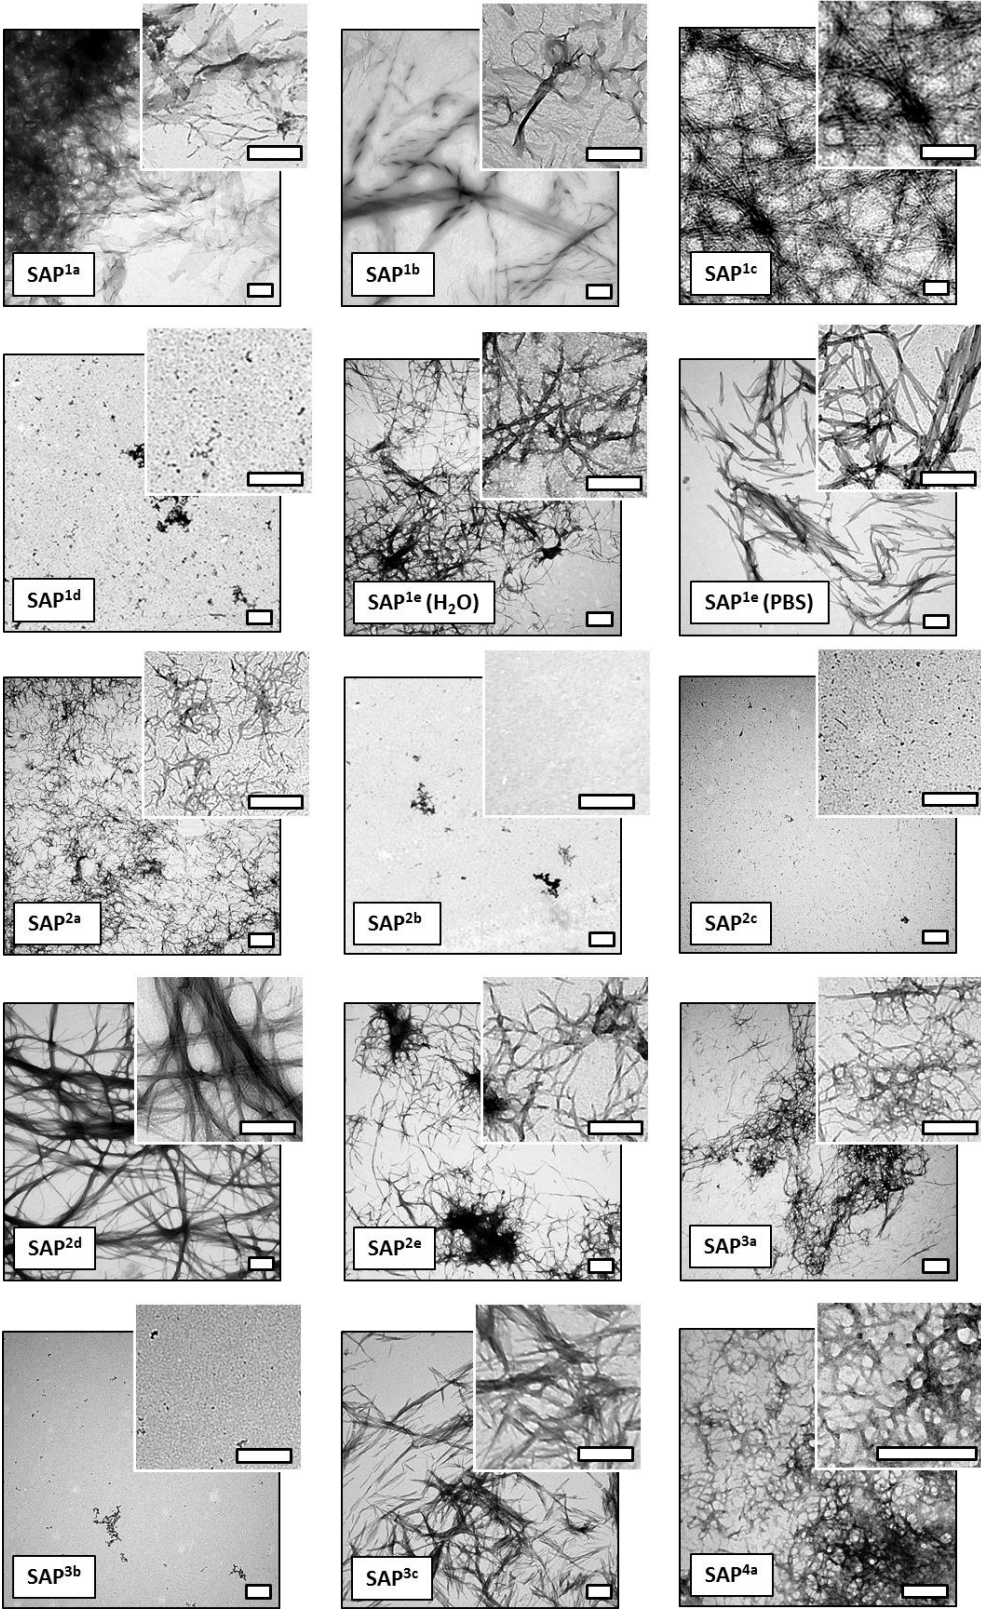 SAP¹ᵃ
SAP¹ᵇ
SAP¹ᶜ
SAP¹ᵈ
SAP¹ᵉ (H₂O)
SAP¹ᵉ (PBS)
SAP²ᵃ
SAP²ᵇ
SAP²ᶜ
SAP²ᵈ
SAP²ᵉ
SAP³ᵃ
SAP³ᵇ
SAP³ᶜ
SAP⁴ᵃ